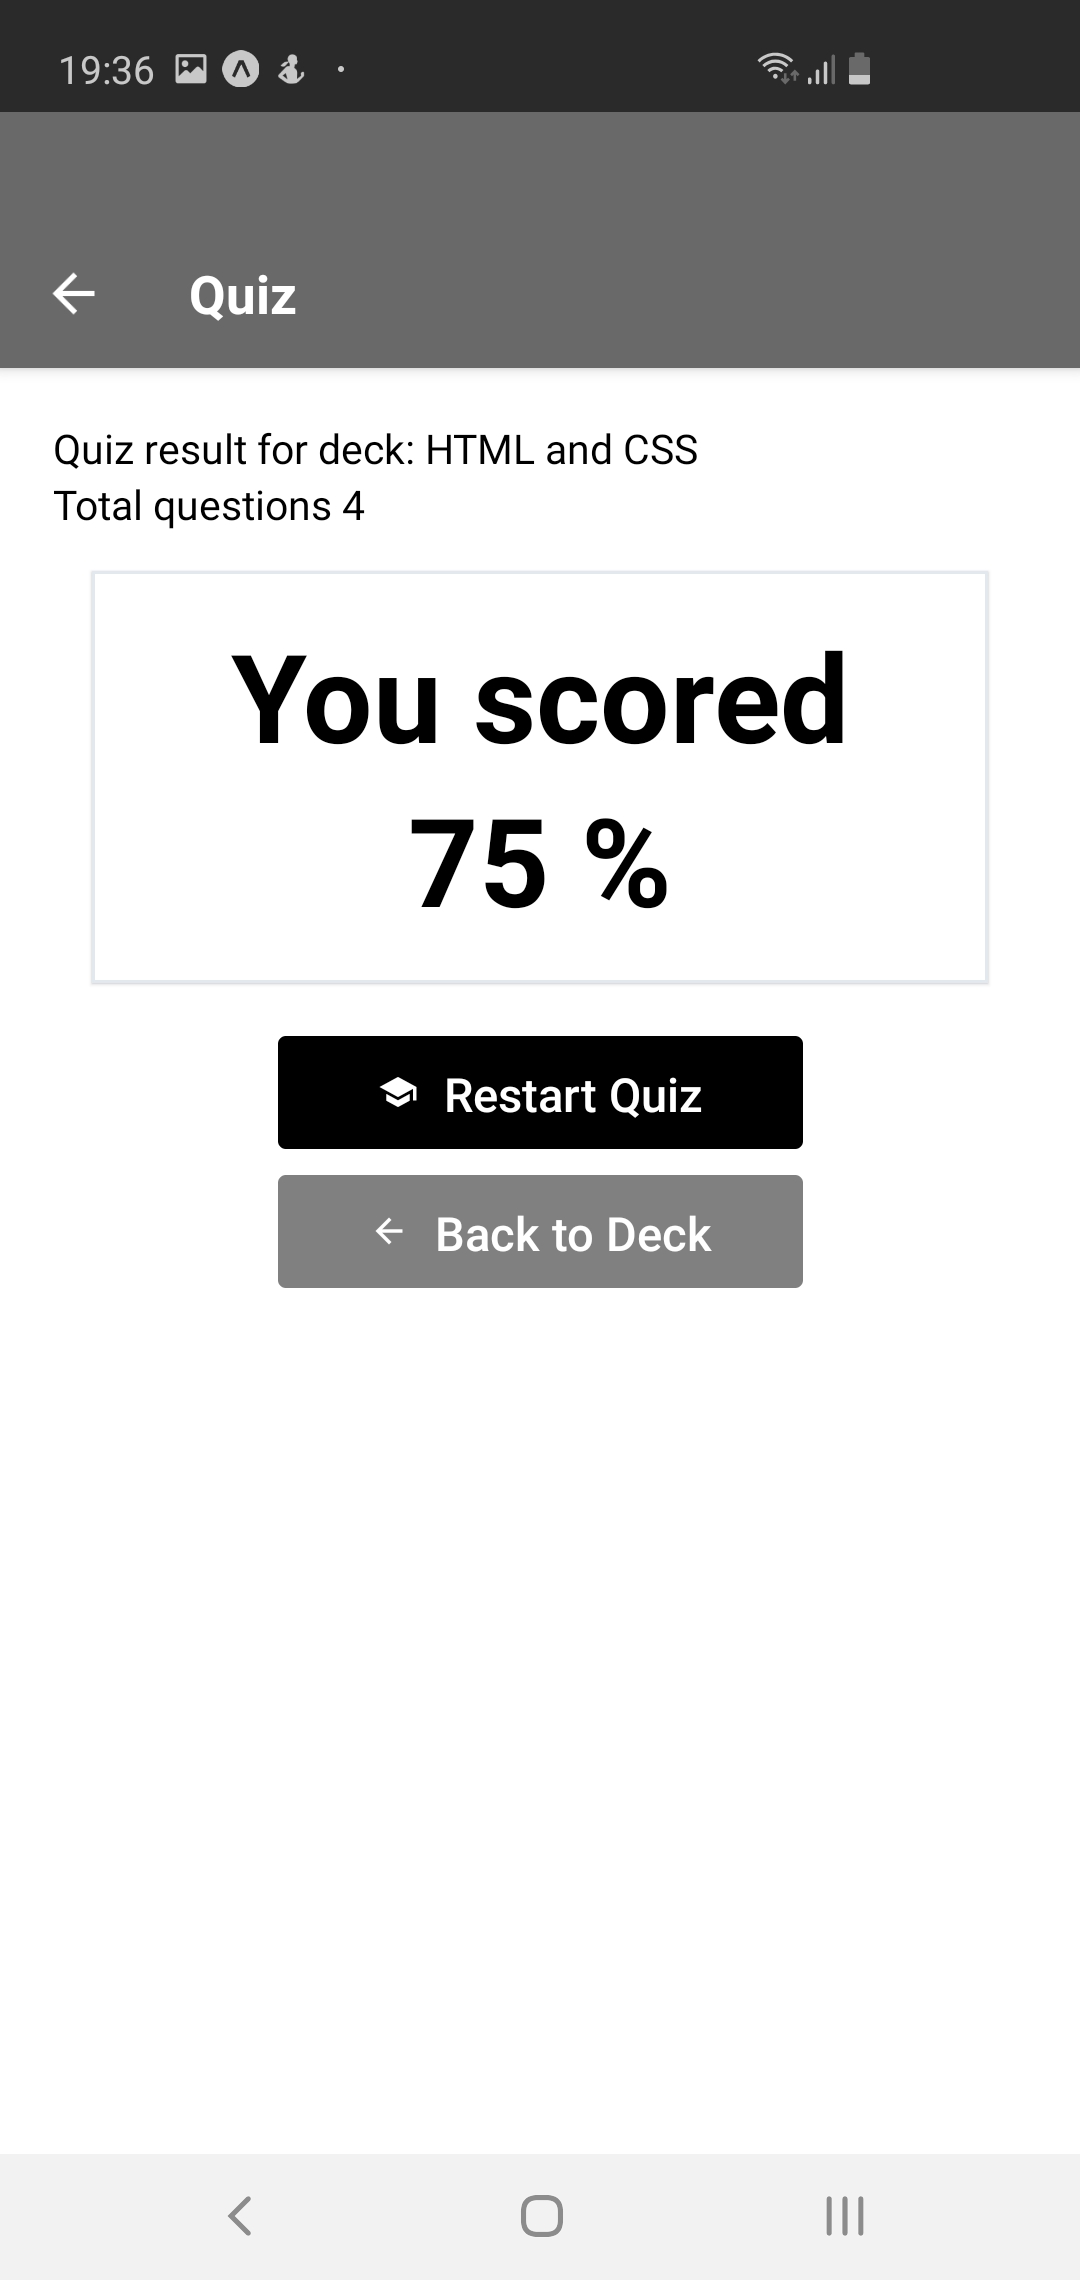 19:36
Quiz
Quiz result for deck: HTML and CSS
Total questions 4
You scored
75 %
Restart Quiz
Back to Deck